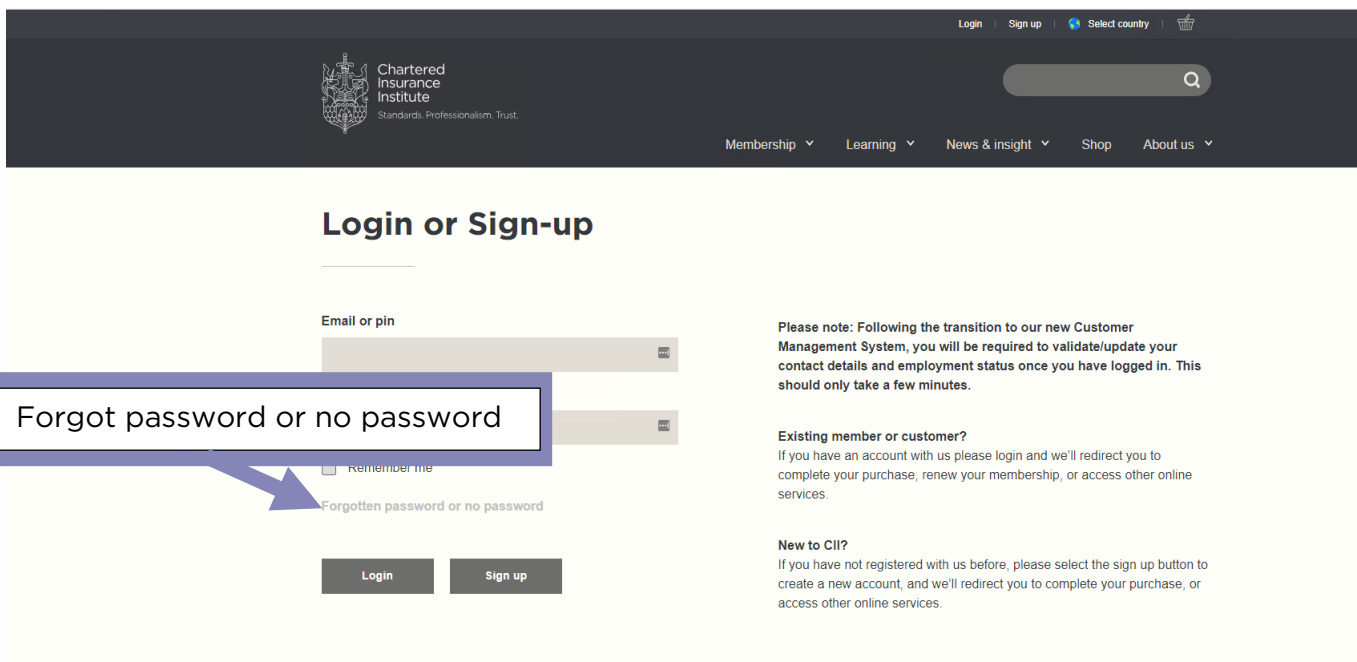 Login
Sign up
Select country
Chartered
Insurance
Institute
Standards. Professionalism. Trust.
Membership
Learning
News & insight
Shop
About us
Login or Sign-up
Email or pin
Forgot password or no password
Remember me
Forgotten password or no password
Login
Sign up
Please note: Following the transition to our new Customer
Management System, you will be required to validate/update your
contact details and employment status once you have logged in. This
should only take a few minutes.
Existing member or customer?
If you have an account with us please login and we'll redirect you to
complete your purchase, renew your membership, or access other online
services.
New to CII?
If you have not registered with us before, please select the sign up button to
create a new account, and we'll redirect you to complete your purchase, or
access other online services.